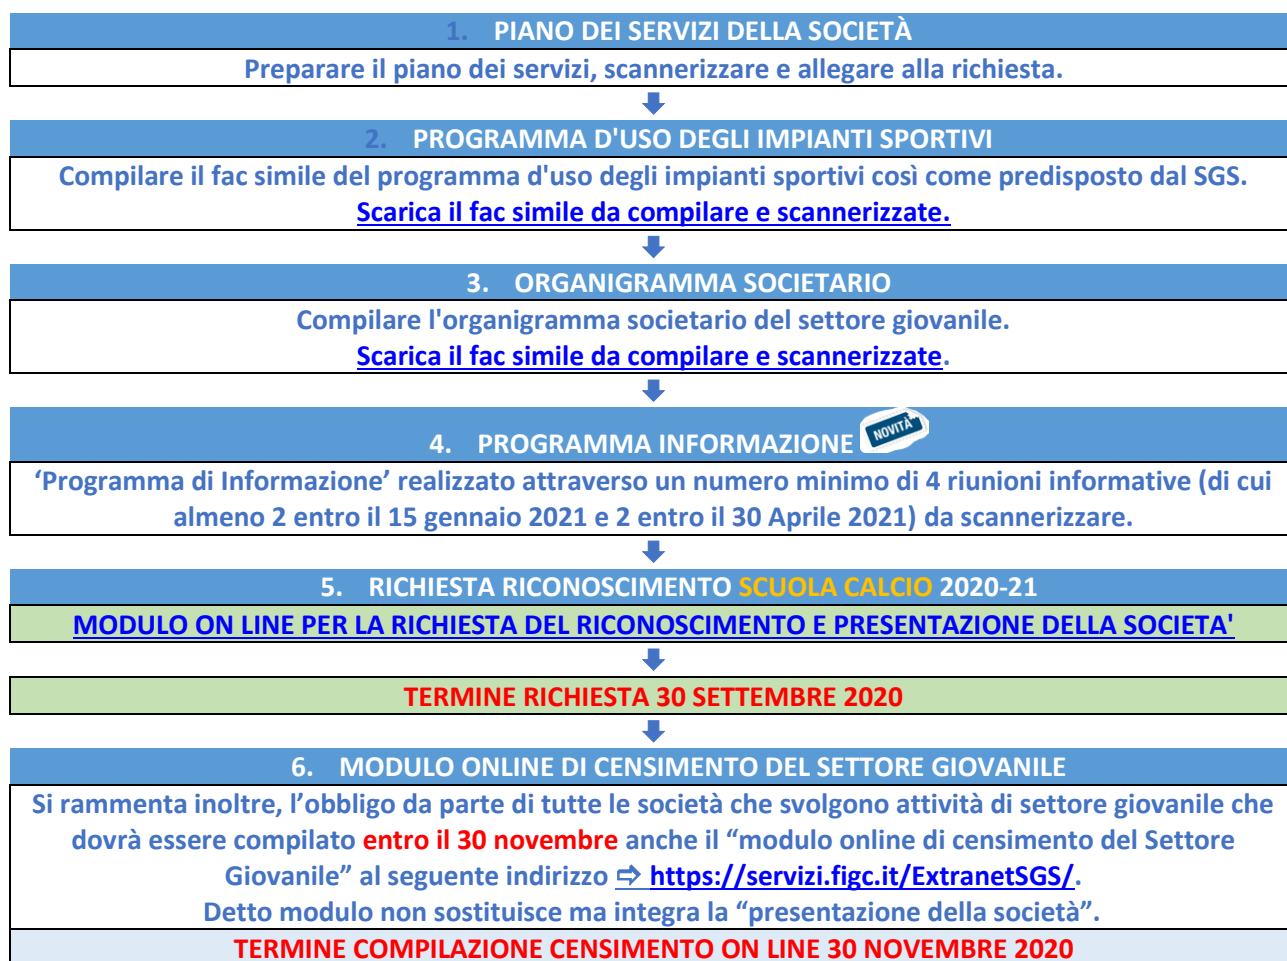 1. PIANO DEI SERVIZI DELLA SOCIETÀ
Preparare il piano dei servizi, scannerizzare e allegare alla richiesta.
2. PROGRAMMA D'USO DEGLI IMPIANTI SPORTIVI
Compilare il fac simile del programma d'uso degli impianti sportivi così come predisposto dal SGS.
Scarica il fac simile da compilare e scannerizzate.
3. ORGANIGRAMMA SOCIETARIO
Compilare l'organigramma societario del settore giovanile.
Scarica il fac simile da compilare e scannerizzate.
4. PROGRAMMA INFORMAZIONE NOVITÀ
‘Programma di Informazione’ realizzato attraverso un numero minimo di 4 riunioni informative (di cui
almeno 2 entro il 15 gennaio 2021 e 2 entro il 30 Aprile 2021) da scannerizzare.
5. RICHIESTA RICONOSCIMENTO SCUOLA CALCIO 2020-21
MODULO ON LINE PER LA RICHIESTA DEL RICONOSCIMENTO E PRESENTAZIONE DELLA SOCIETA'
TERMINE RICHIESTA 30 SETTEMBRE 2020
6. MODULO ONLINE DI CENSIMENTO DEL SETTORE GIOVANILE
Si rammenta inoltre, l’obbligo da parte di tutte le società che svolgono attività di settore giovanile che
dovrà essere compilato entro il 30 novembre anche il “modulo online di censimento del Settore
Giovanile” al seguente indirizzo ⇨ https://servizi.figc.it/ExtranetSGS/.
Detto modulo non sostituisce ma integra la “presentazione della società”.
TERMINE COMPILAZIONE CENSIMENTO ON LINE 30 NOVEMBRE 2020